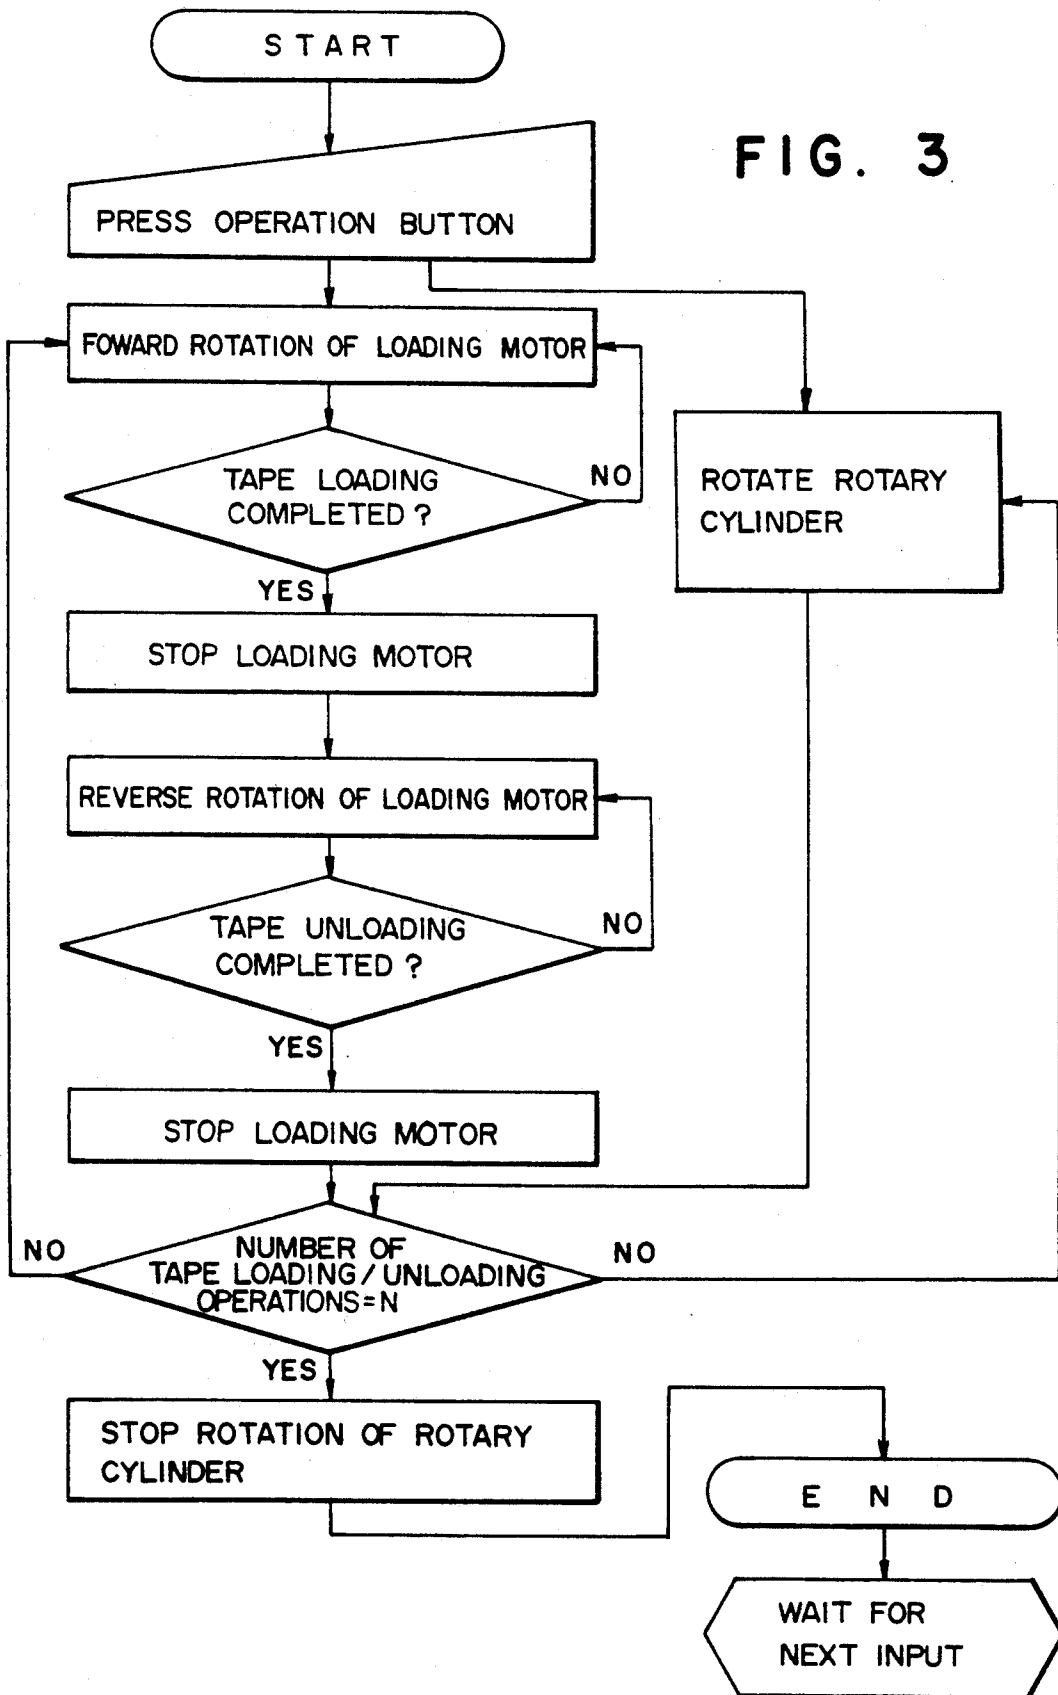 START
FIG. 3
PRESS OPERATION BUTTON
FOWARD ROTATION OF LOADING MOTOR
TAPE LOADING
COMPLETED ?
NO
ROTATE ROTARY
CYLINDER
YES
STOP LOADING MOTOR
REVERSE ROTATION OF LOADING MOTOR
TAPE UNLOADING
COMPLETED ?
NO
YES
STOP LOADING MOTOR
NO
NUMBER OF
TAPE LOADING / UNLOADING
OPERATIONS = N
NO
YES
STOP ROTATION OF ROTARY
CYLINDER
END
WAIT FOR
NEXT INPUT